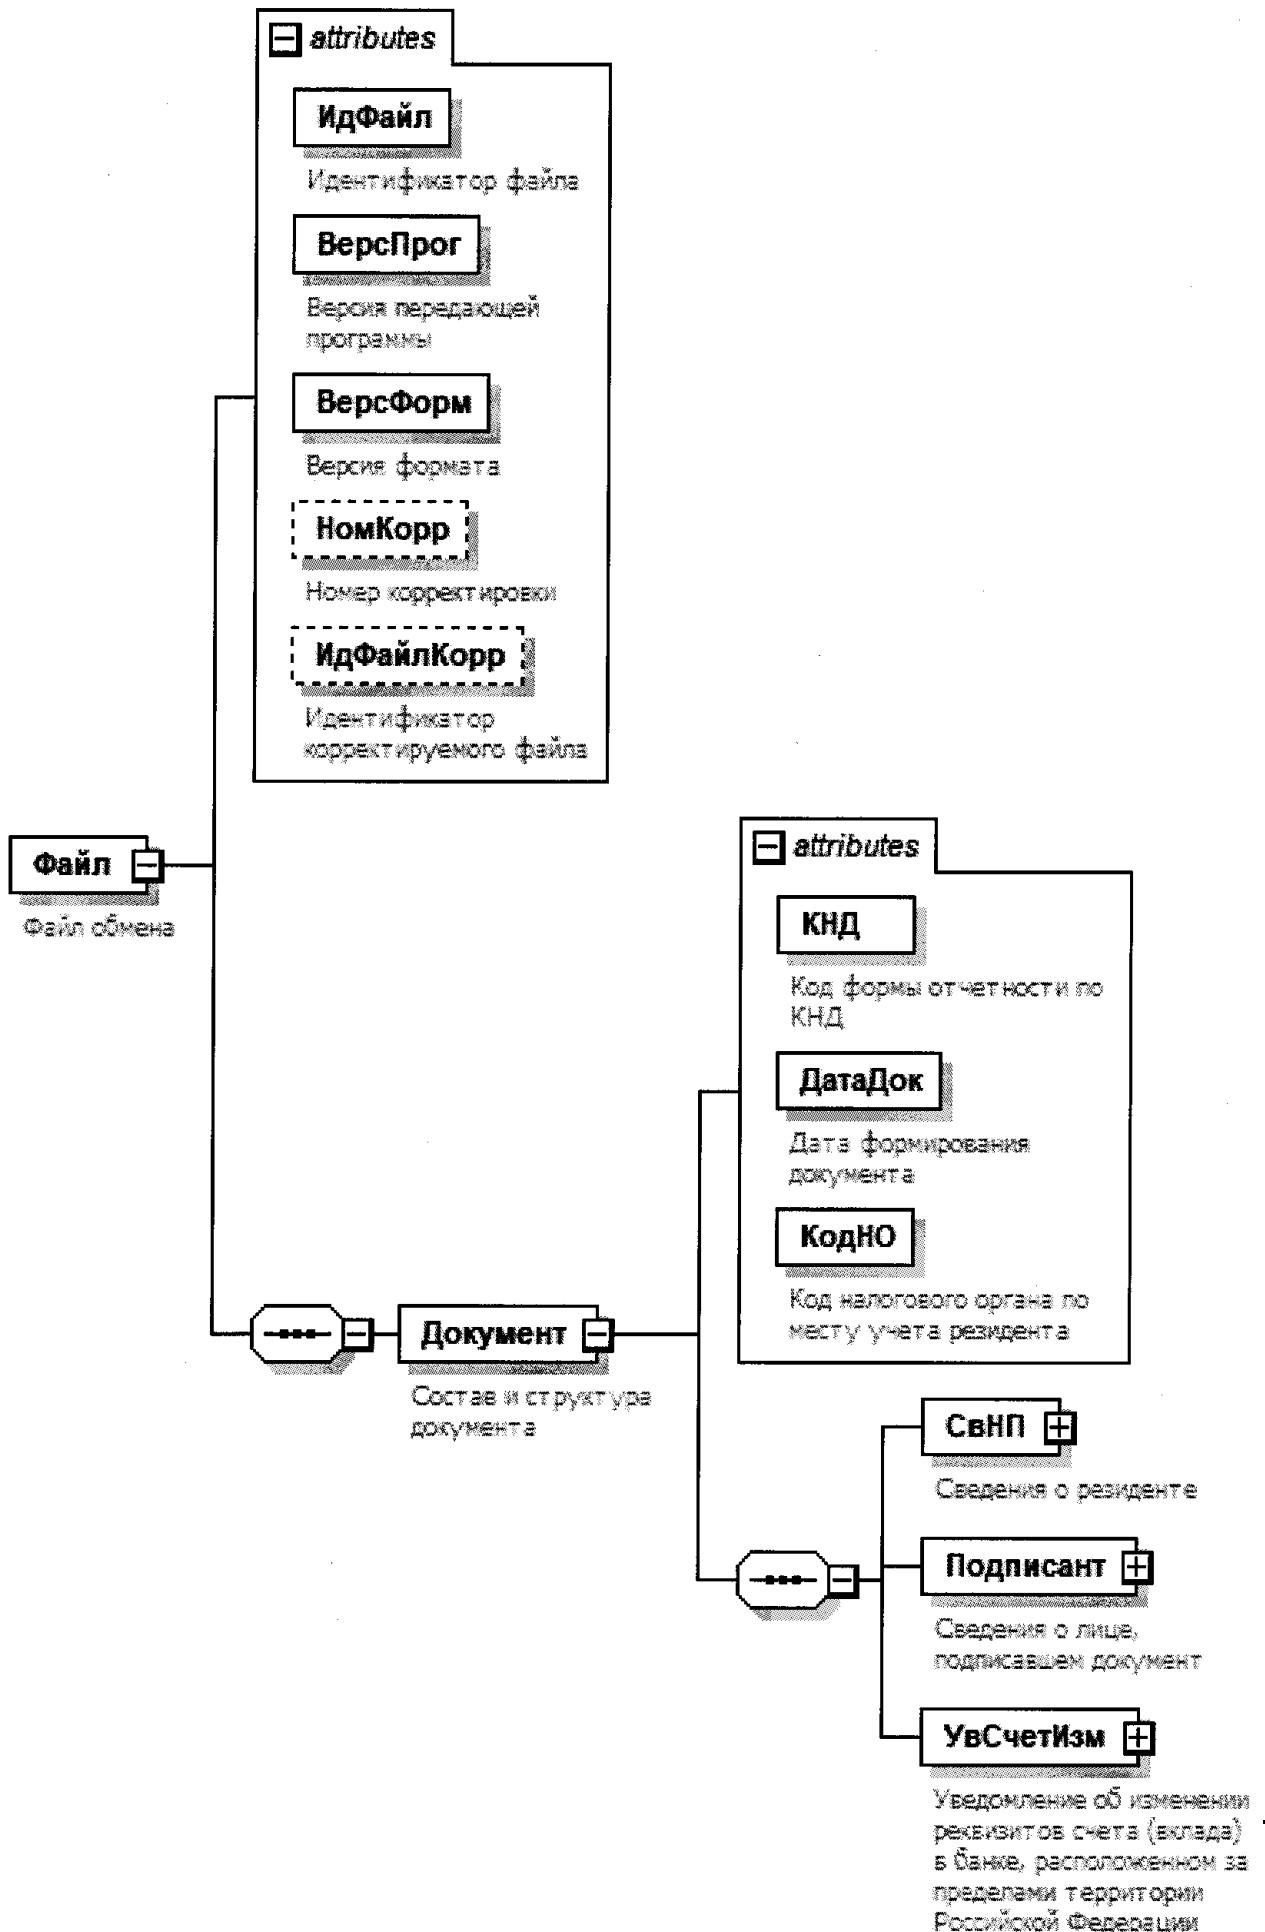 attributes
ИдФайл
Идентификатор файла
ВерсПрог
Версия передающей
программы
ВерсФорм
Версия формата
НомКорр
Номер корректировки
ИдФайлКорр
Идентификатор
корректируемого файла
Файл
Файл обмена
attributes
КНД
Код формы отчетности по
КНД
ДатаДок
Дата формирования
документа
КодНО
Код налогового органа по
месту учета резидента
Документ
Состав и структура
документа
СвНП
Сведения о резиденте
Подписант
Сведения о лице,
подписавшем документ
УвСчетИзм
Уведомление об изменении
реквизитов счета (вклада)
в банке, расположенном за
пределами территории
Российской Федерации